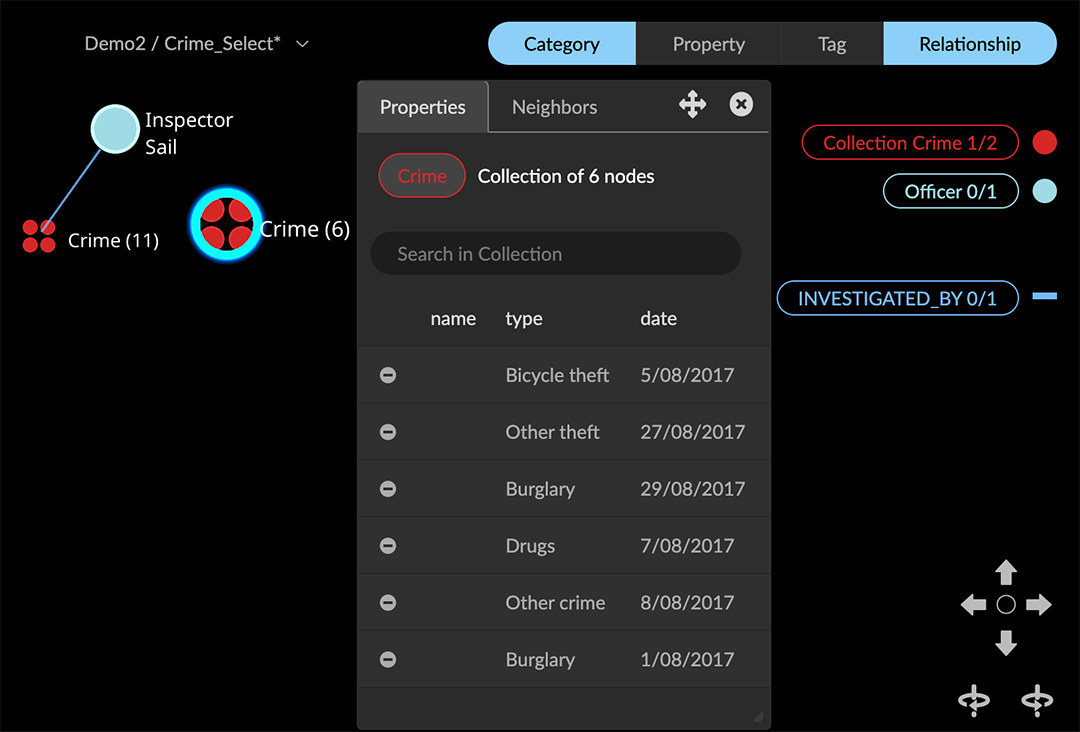 Demo2 / Crime_Select*
Category Property Tag Relationship
Inspector
Sail
Crime (11)
Crime (6)
Properties Neighbors
Crime Collection of 6 nodes
Search in Collection
name type date
Bicycle theft 5/08/2017
Other theft 27/08/2017
Burglary 29/08/2017
Drugs 7/08/2017
Other crime 8/08/2017
Burglary 1/08/2017
Collection Crime 1/2
Officer 0/1
INVESTIGATED_BY 0/1